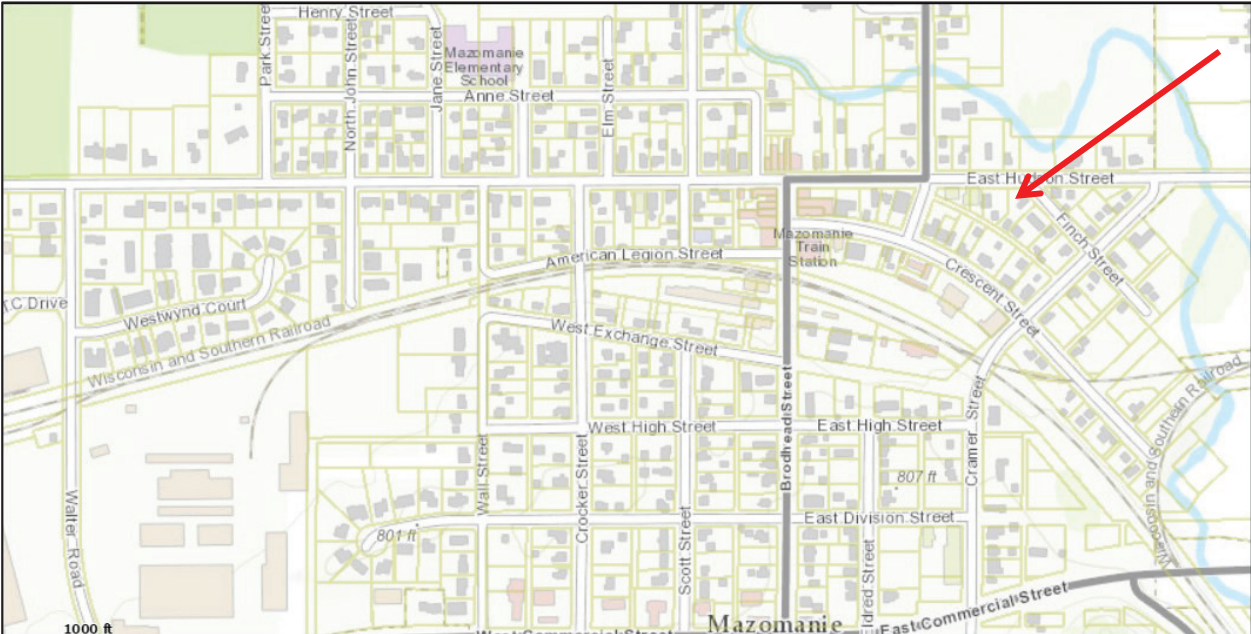 Henry Street
Park Street
North John Street
Jane Street
Mazomanie
Elementary
School
Anne Street
Elm Street
East Hudson Street
Mazomanie
Train
Station
Finch Street
American Legion Street
Crescent Street
T.C. Drive
Westwynd Court
Wisconsin and Southern Railroad
West Exchange Street
Wisconsin and Southern Railroad
Brodhead Street
West High Street
East High Street
Cramer Street
Wall Street
Crocker Street
807 ft
Walter Road
801 ft
East Division Street
Scott Street
Idred Street
East Commercial Street
1000 ft
West Commercial Street
Mazomanie